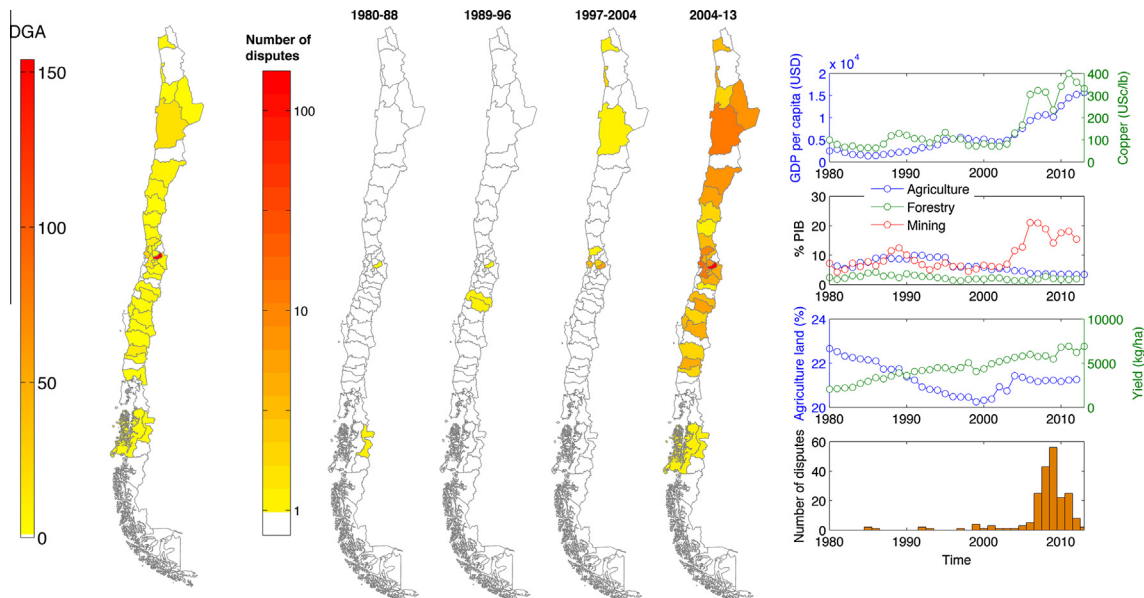 DGA
150
100
50
0
Number of
disputes
100
10
1
1980-88
1989-96
1997-2004
2004-13
GDP per capita (USD)
x 10⁴
2
1.5
1
0.5
0
400
300
200
100
0
Copper (USc/lb)
1980 1990 2000 2010
% PIB
30
20
10
0
Agriculture
Forestry
Mining
1980 1990 2000 2010
Agriculture land (%)
24
22
20
10000
5000
0
Yield (kg/ha)
1980 1990 2000 2010
Number of disputes
60
40
20
0
1980 1990 2000 2010
Time